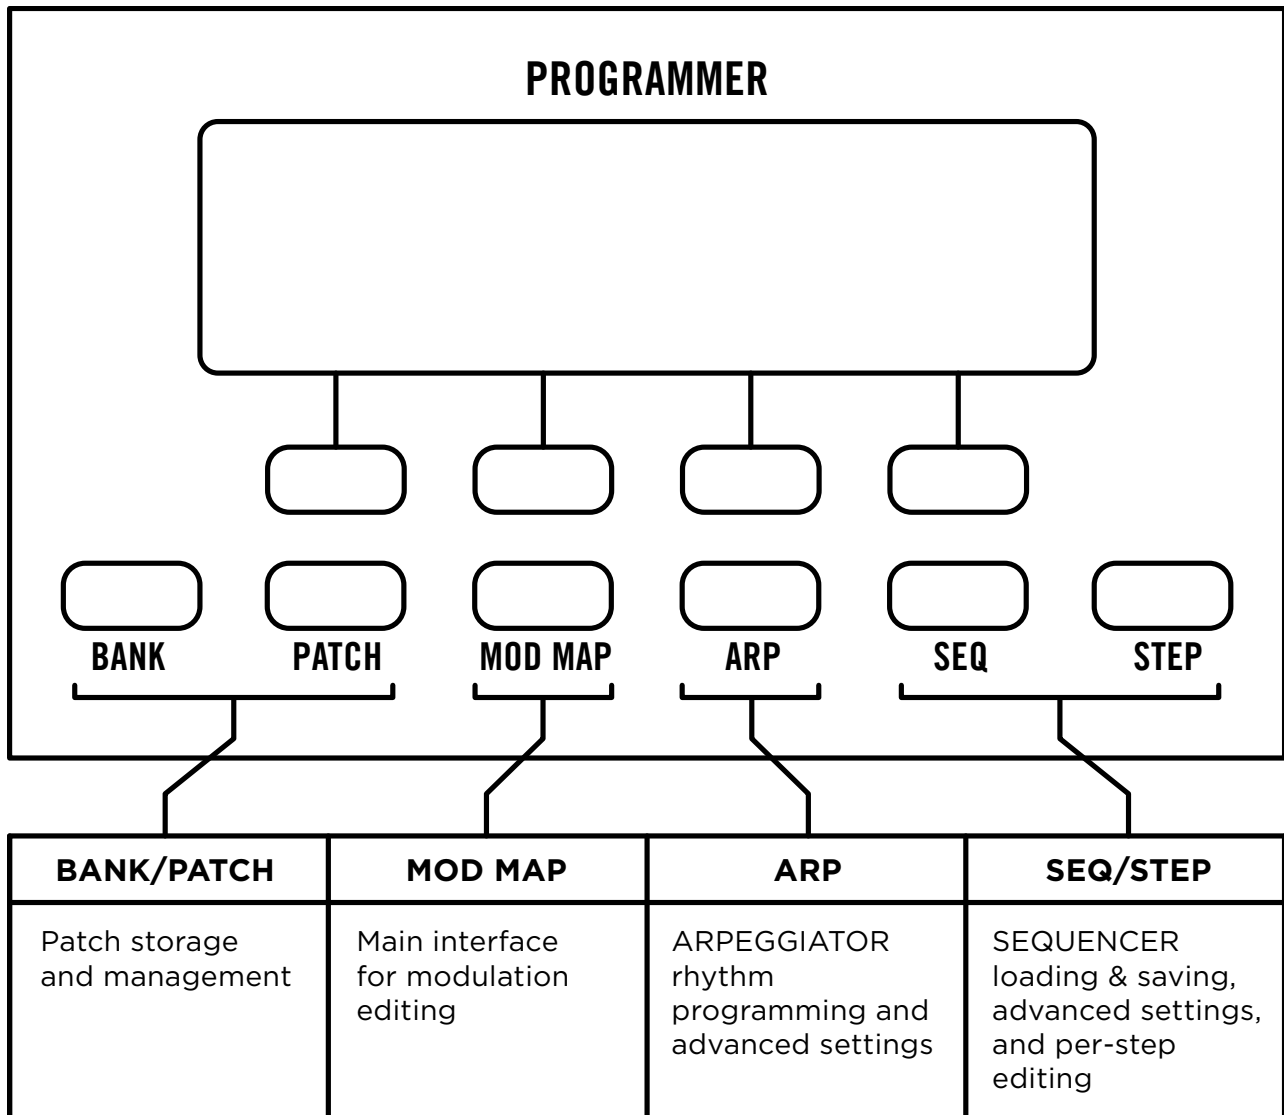 PROGRAMMER
BANK PATCH MOD MAP ARP SEQ STEP
BANK/PATCH
Patch storage
and management
MOD MAP
Main interface
for modulation
editing
ARP
ARPEGGIATOR
rhythm
programming and
advanced settings
SEQ/STEP
SEQUENCER
loading & saving,
advanced settings,
and per-step
editing